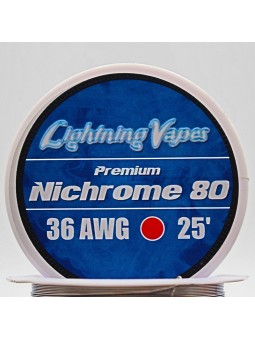 Lightning Vapes
Premium
Nichrome 80
36 AWG 25'